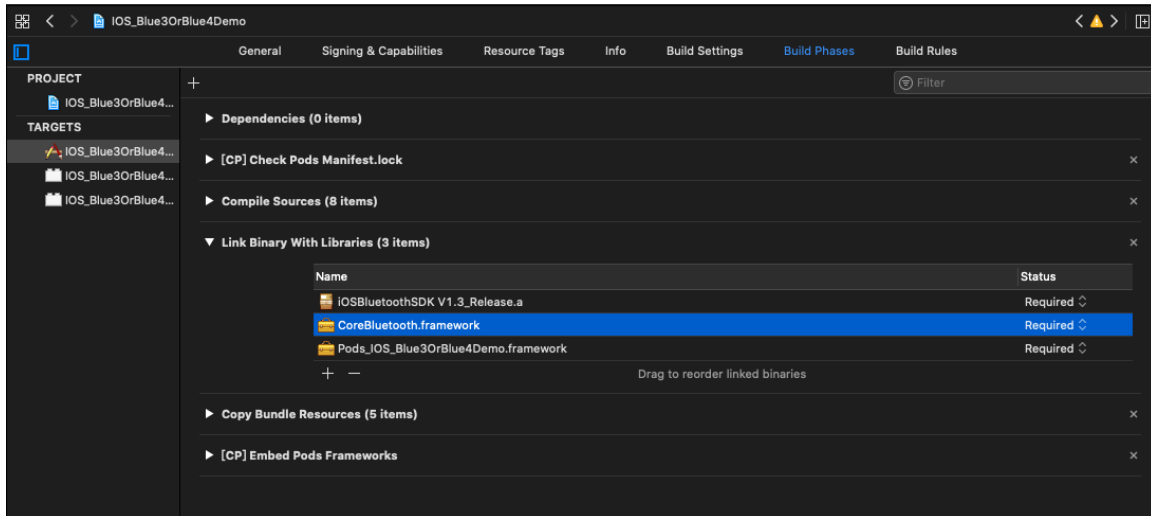 IOS_Blue3OrBlue4Demo
General Signing & Capabilities Resource Tags Info Build Settings Build Phases Build Rules
PROJECT
Filter
IOS_Blue3OrBlue4...
TARGETS
Dependencies (0 items)
IOS_Blue3OrBlue4...
[CP] Check Pods Manifest.lock
IOS_Blue3OrBlue4...
IOS_Blue3OrBlue4...
Compile Sources (8 items)
Link Binary With Libraries (3 items)
Name Status
iOSBluetoothSDK V1.3_Release.a Required
CoreBluetooth.framework Required
Pods_IOS_Blue3OrBlue4Demo.framework Required
Drag to reorder linked binaries
Copy Bundle Resources (5 items)
[CP] Embed Pods Frameworks